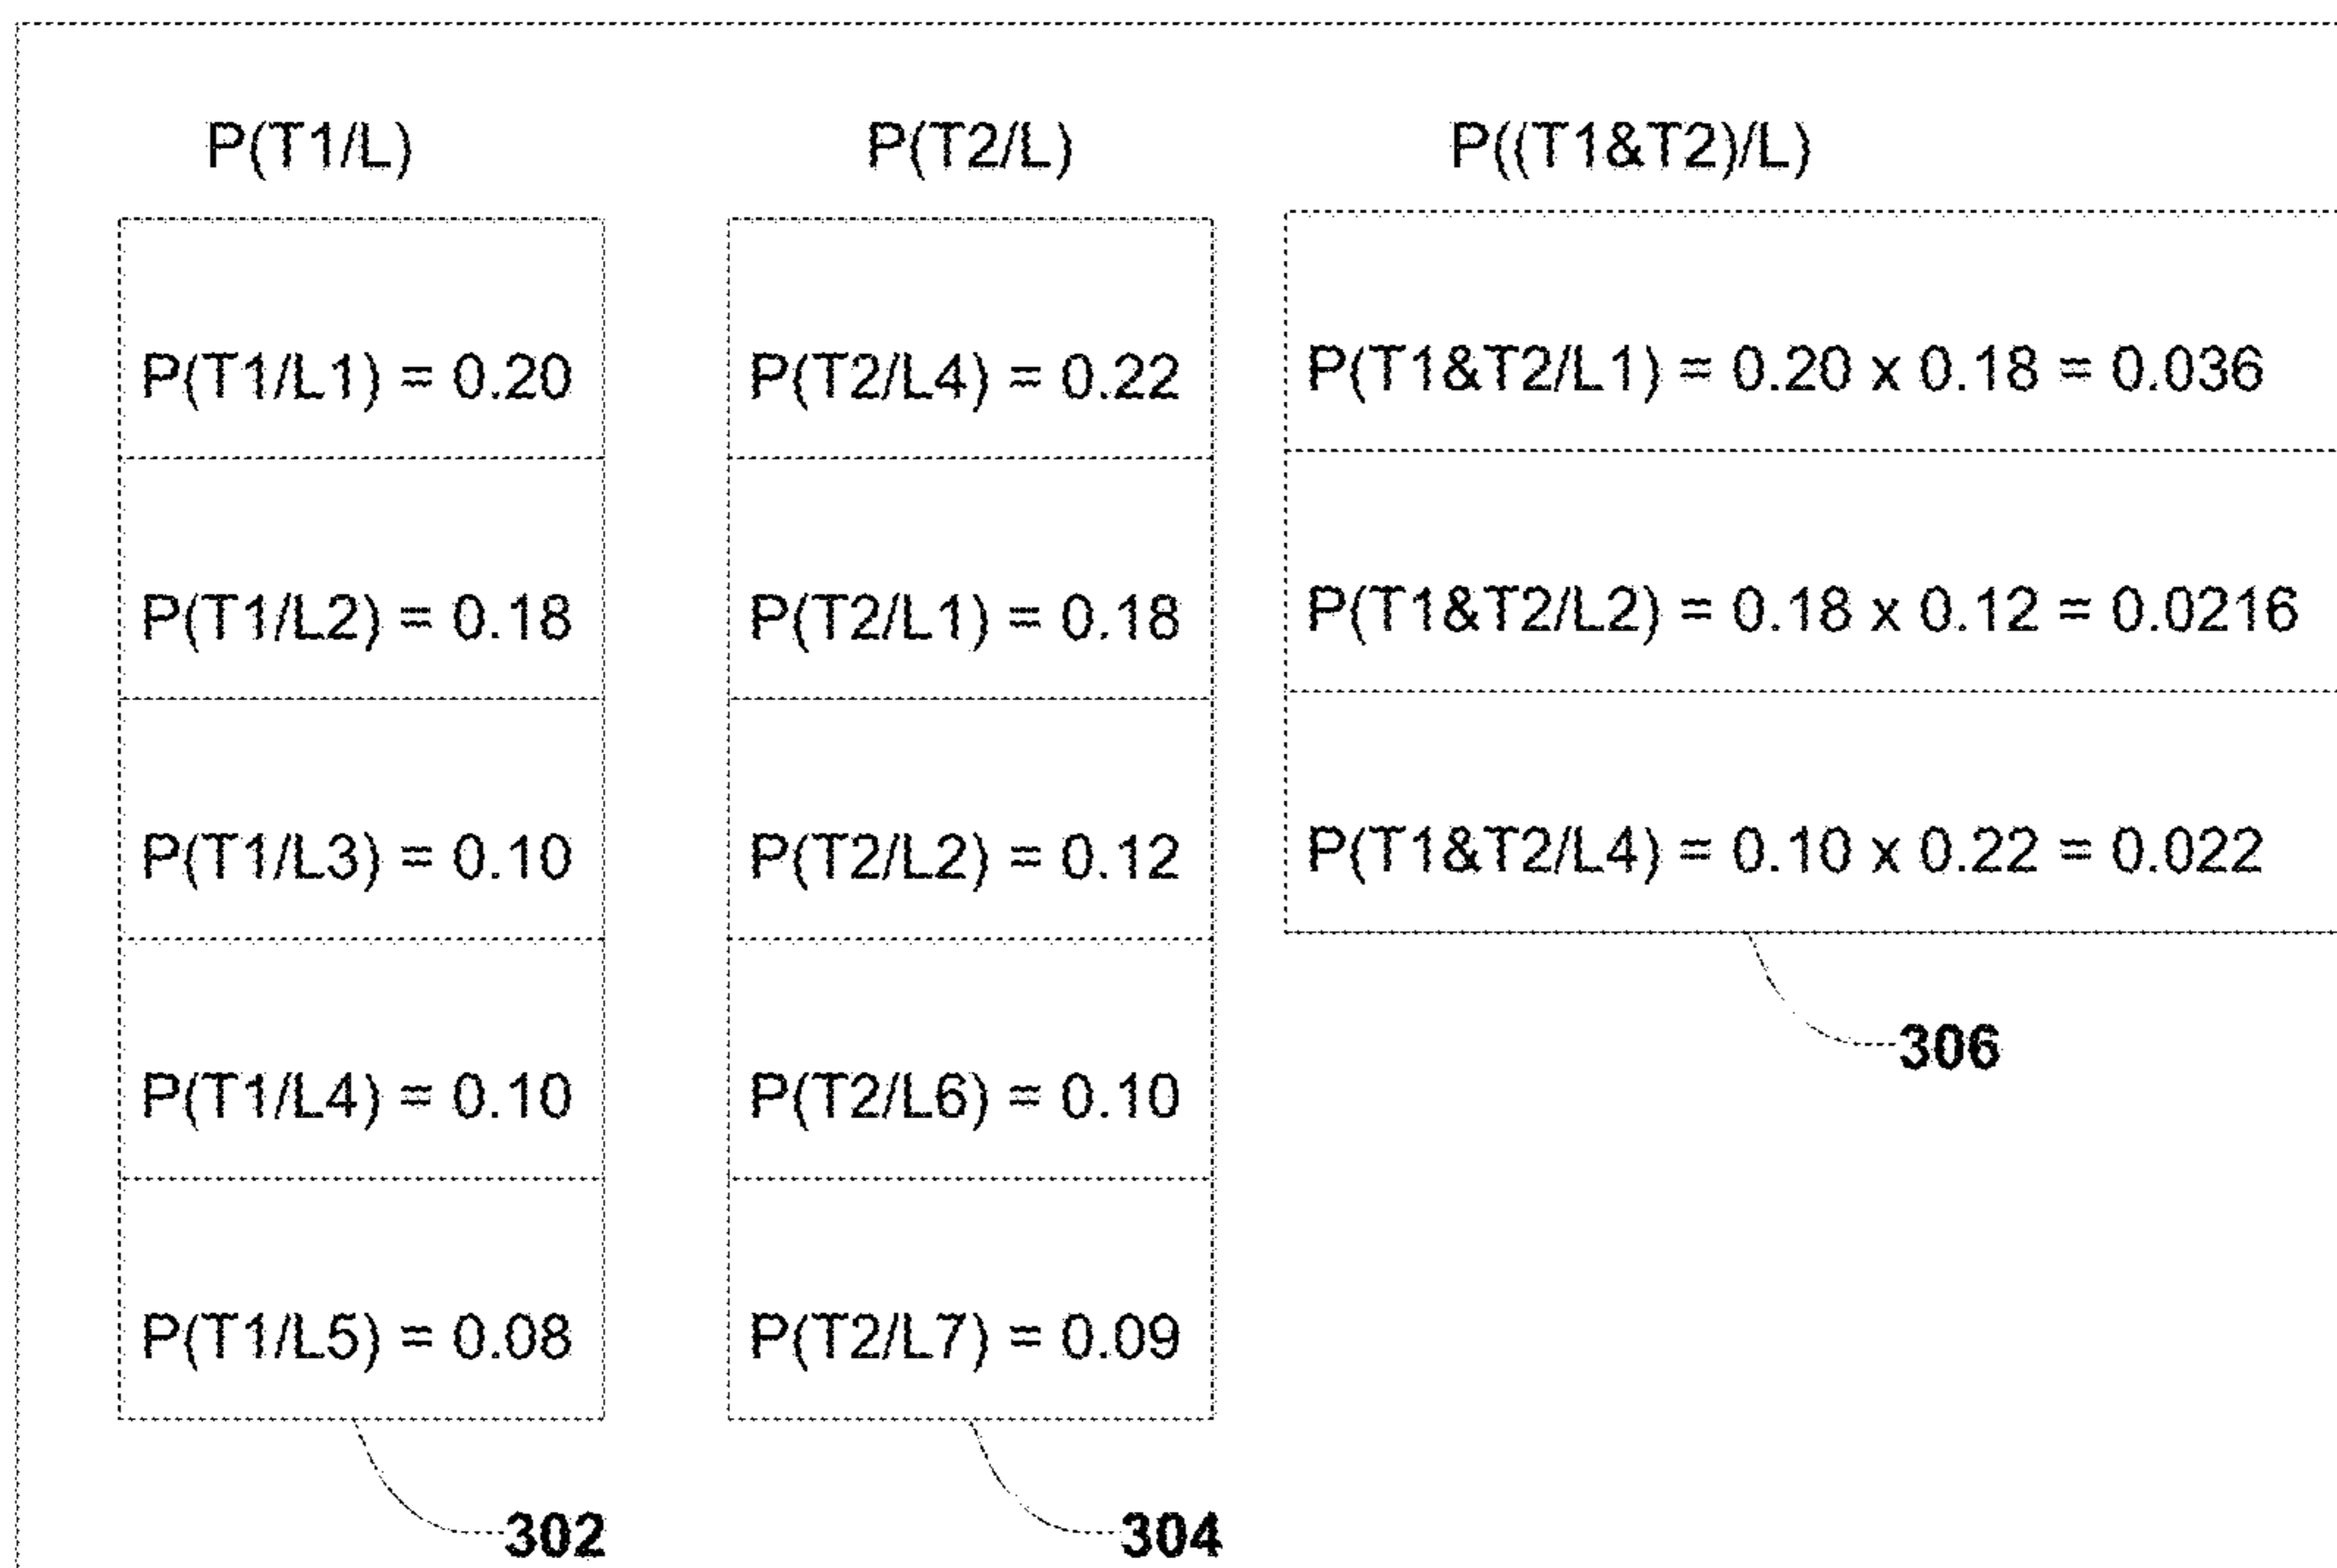 P(T1/L)
P(T1/L1) = 0.20
P(T1/L2) = 0.18
P(T1/L3) = 0.10
P(T1/L4) = 0.10
P(T1/L5) = 0.08
302
P(T2/L)
P(T2/L4) = 0.22
P(T2/L1) = 0.18
P(T2/L2) = 0.12
P(T2/L6) = 0.10
P(T2/L7) = 0.09
304
P((T1&T2)/L)
P(T1&T2/L1) = 0.20 x 0.18 = 0.036
P(T1&T2/L2) = 0.18 x 0.12 = 0.0216
P(T1&T2/L4) = 0.10 x 0.22 = 0.022
306